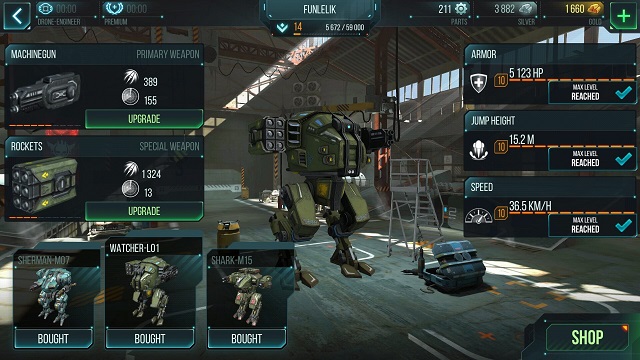 00:00
DRONE-ENGINEER
00:00
PREMIUM
FUNLELIK
14
5 672 / 59 000
211
PARTS
3 882
SILVER
1 660
GOLD
MACHINEGUN
PRIMARY WEAPON
389
155
UPGRADE
ROCKETS
SPECIAL WEAPON
1 324
13
UPGRADE
ARMOR
10
5 123 HP
MAX LEVEL
REACHED
JUMP HEIGHT
10
15.2 M
MAX LEVEL
REACHED
SPEED
10
36.5 KM/H
MAX LEVEL
REACHED
SHERMAN-M07
BOUGHT
WATCHER-L01
BOUGHT
SHARK-M15
BOUGHT
SHOP